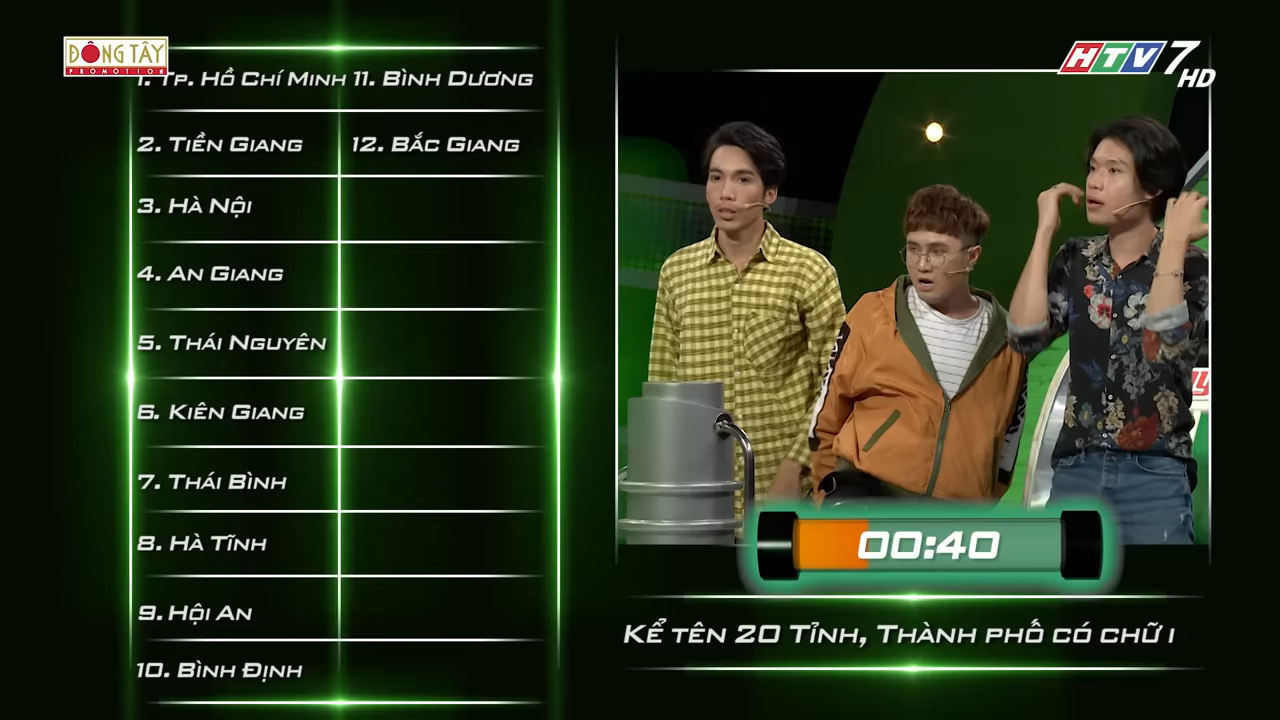 ĐÔNG TÂY
PROMOTION
HTV7
HD
1. Tp. Hồ Chí Minh 11. Bình Dương
2. Tiền Giang 12. Bắc Giang
3. Hà Nội
4. An Giang
5. Thái Nguyên
6. Kiên Giang
7. Thái Bình
8. Hà Tĩnh
9. Hội An
10. Bình Định
00:40
Kể tên 20 Tỉnh, Thành phố có chữ i